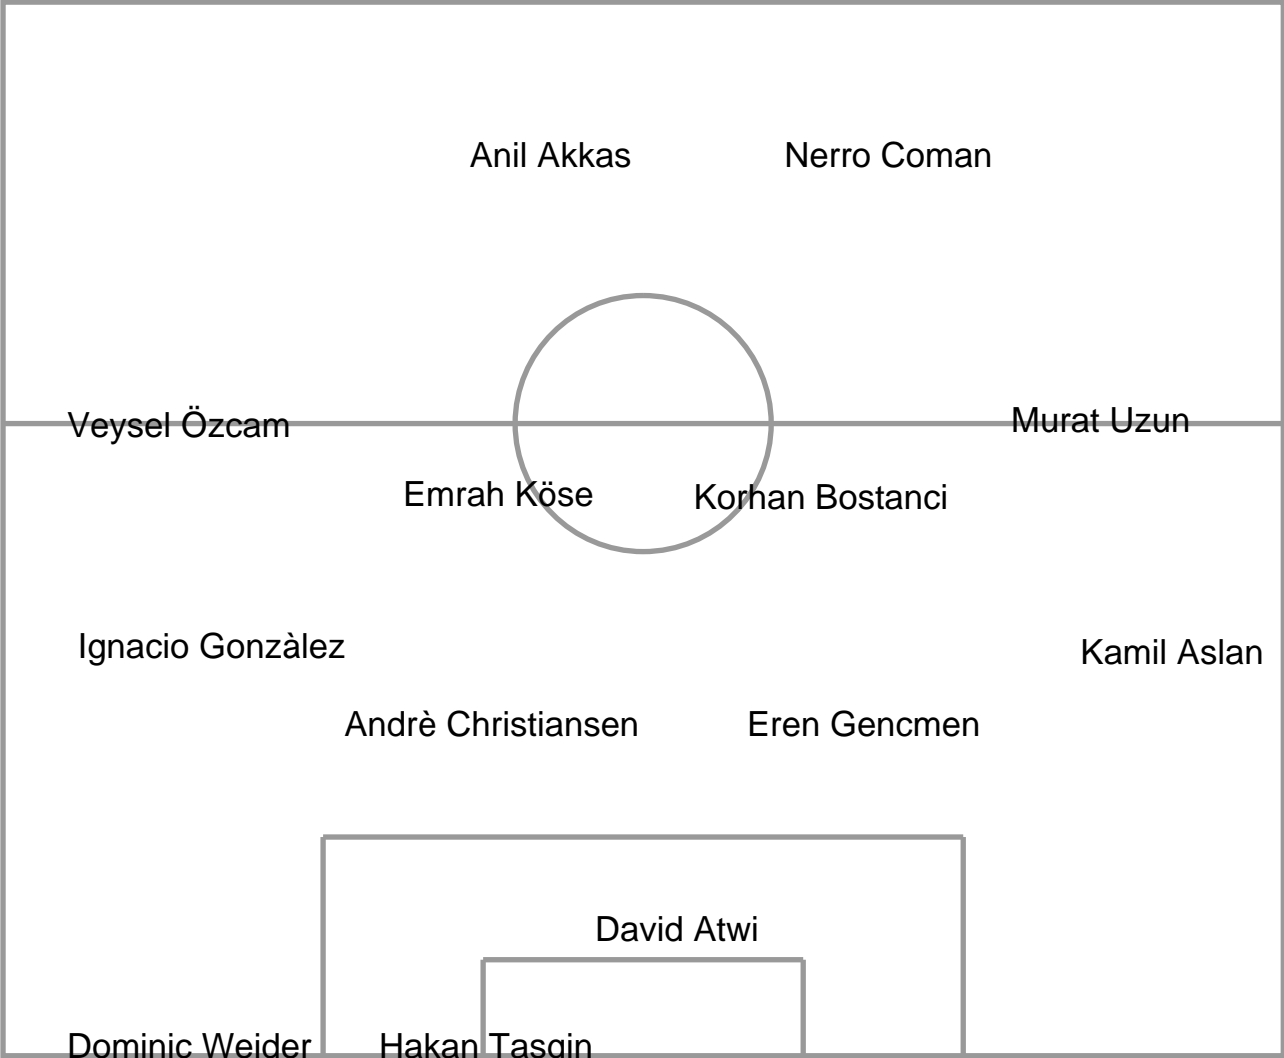 Anil Akkas Nerro Coman
Veysel Özcam Murat Uzun
Emrah Köse Korhan Bostanci
Ignacio Gonzàlez Kamil Aslan
Andrè Christiansen Eren Gencmen
David Atwi
Dominic Weider Hakan Tasgin